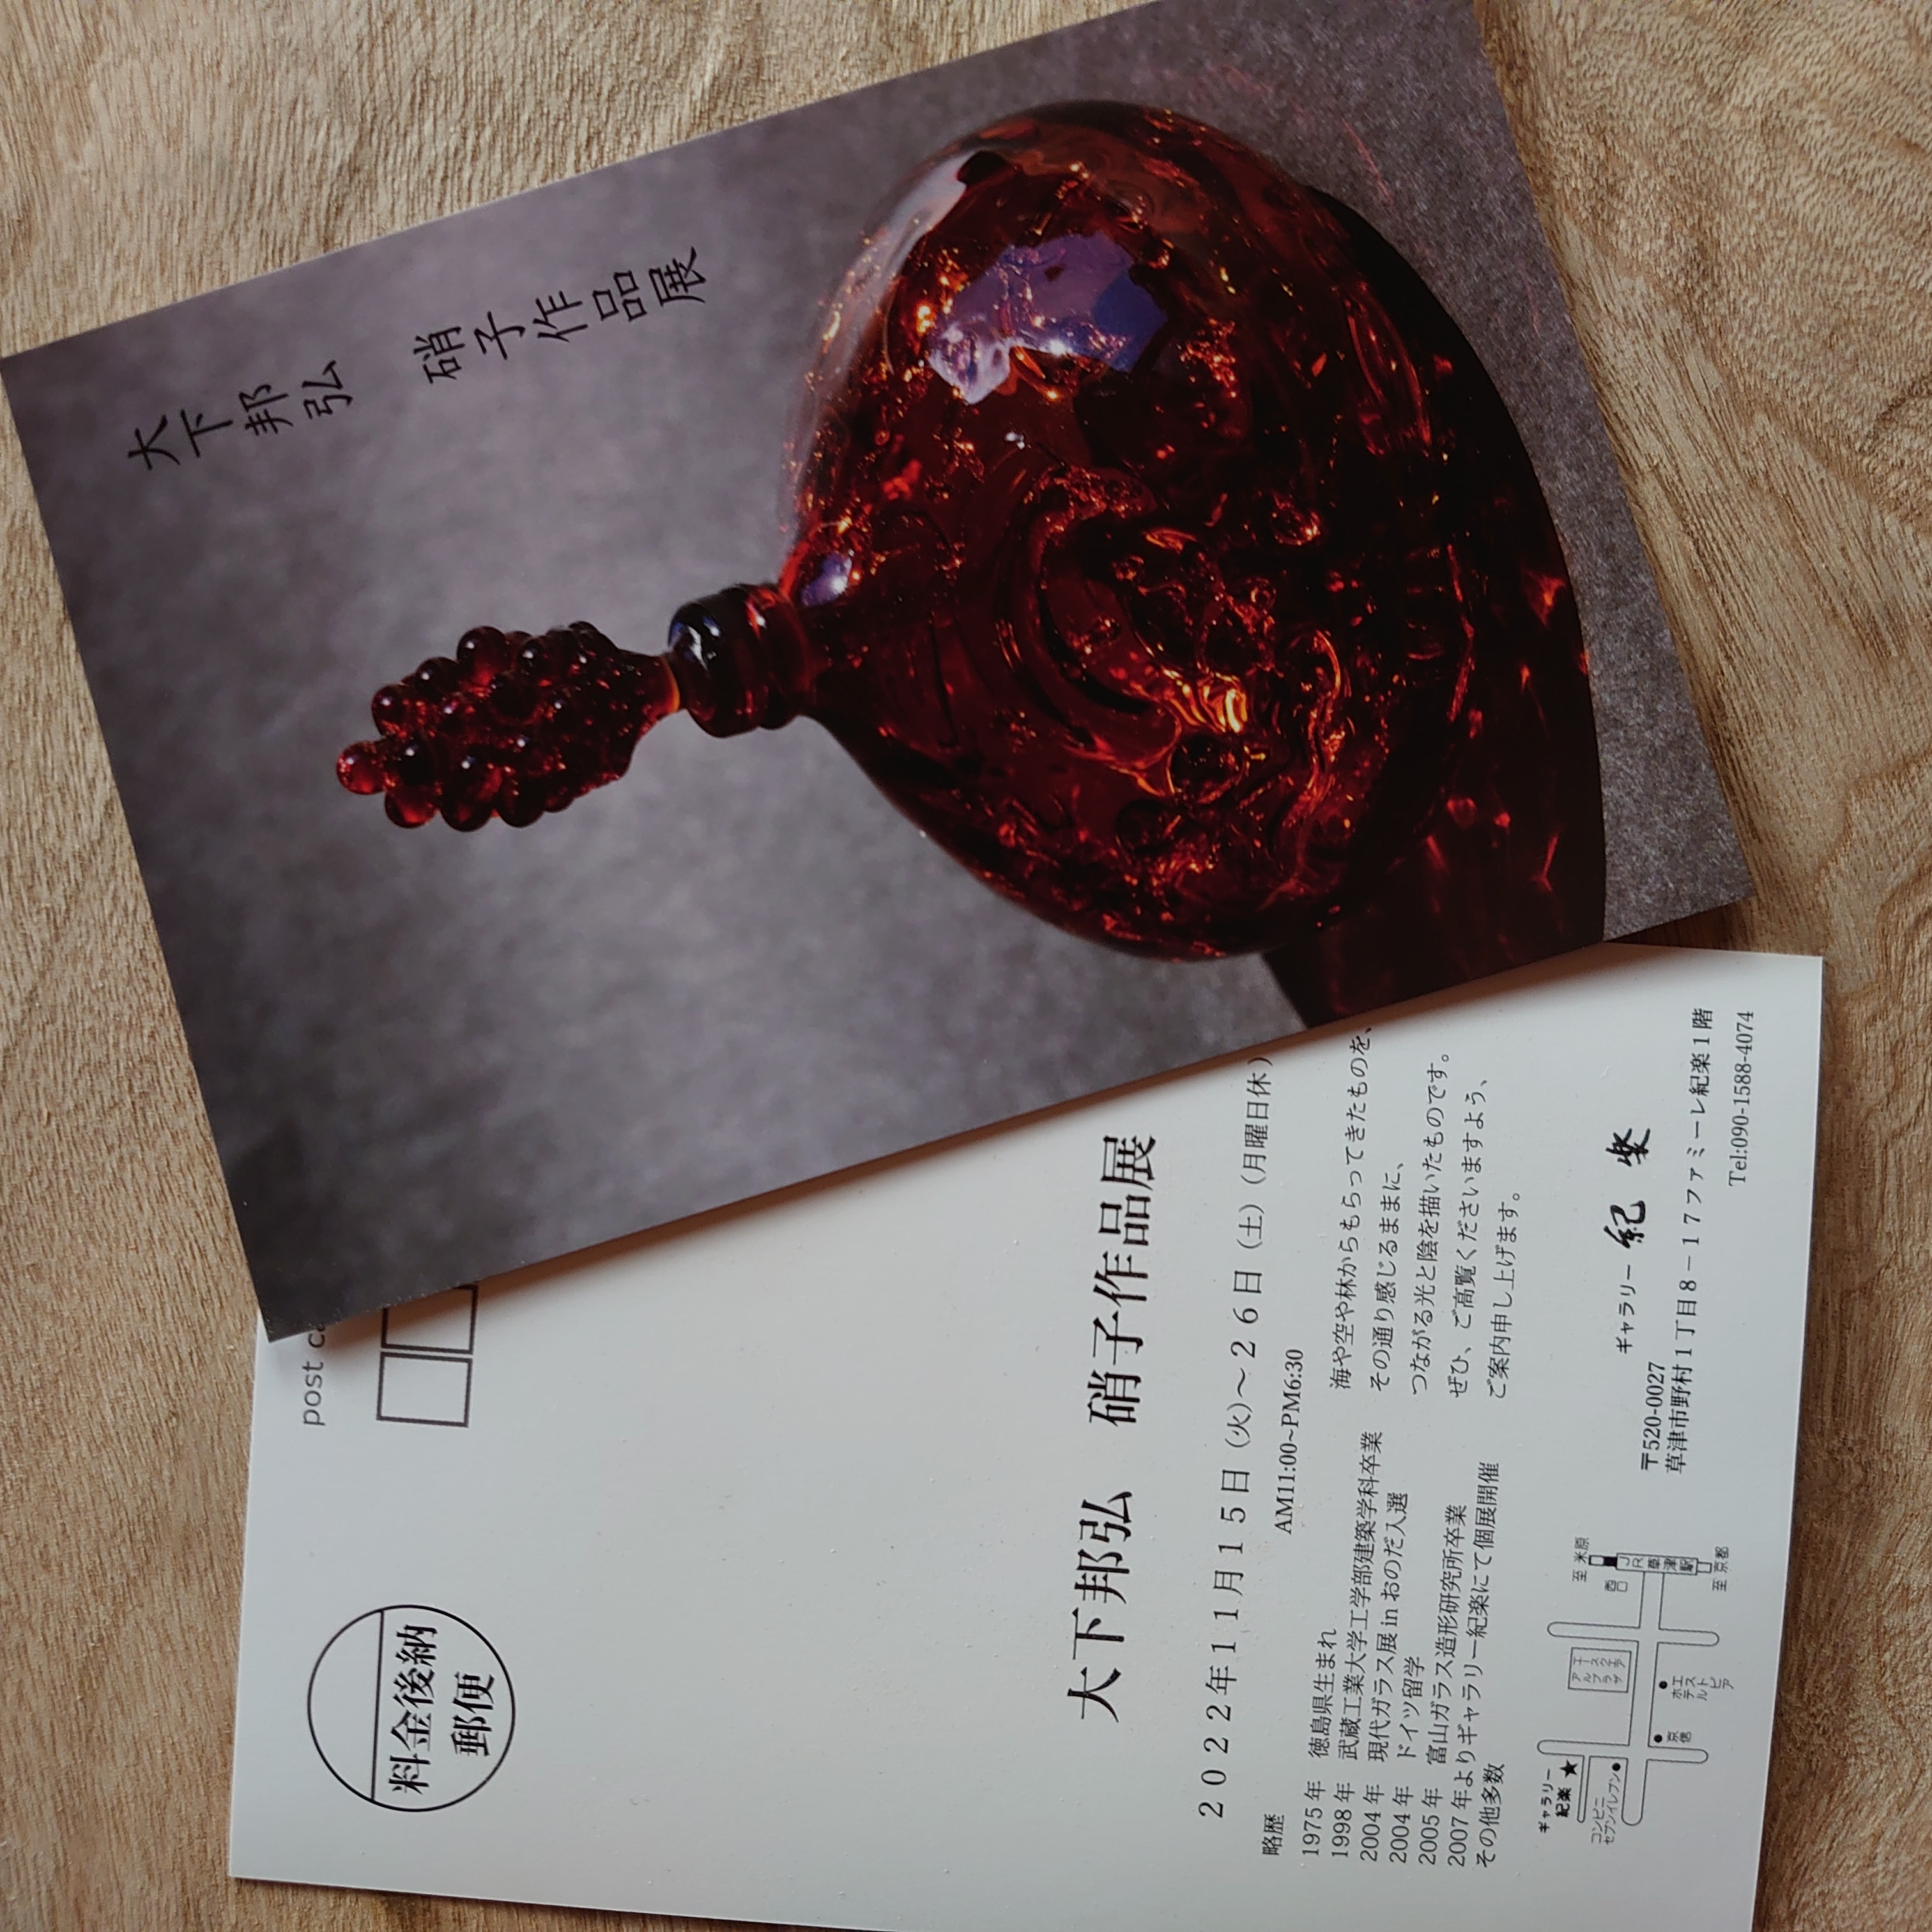 大下邦弘　硝子作品展
post
料金後納
郵便
大下邦弘　硝子作品展
2022年11月15日（火）～26日（土）（月曜日休）
AM11:00~PM6:30
略歴
1975年　徳島県生まれ
1998年　武蔵工業大学工学部建築学科卒業
2004年　現代ガラス展 in おのだ入選
2004年　ドイツ留学
2005年　富山ガラス造形研究所卒業
2007年よりギャラリー紀楽にて個展開催
その他多数
海や空や林からもらってきたものを、
その通り感じるままに、
つながる光と陰を描いたものです。
ぜひ、ご高覧くださいますよう、
ご案内申し上げます。
ギャラリー 紀楽
〒520-0027
草津市野村1丁目8－17ファミーレ紀楽1階
Tel:090-1588-4074
至米原
西口
JR草津駅
至京都
エルティ
ホテル
京信
ギャラリー
紀楽★
コンビニ
セブンイレブン